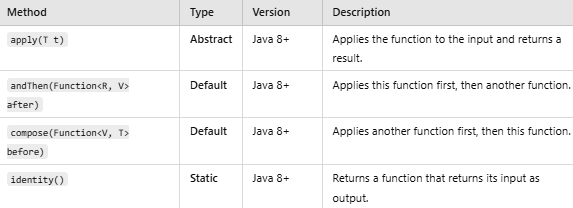 Method Type Version Description
apply(T t) Abstract Java 8+ Applies the function to the input and returns a
result.
andThen(Function<R, V> Default Java 8+ Applies this function first, then another function.
after)
compose(Function<V, T> Default Java 8+ Applies another function first, then this function.
before)
identity() Static Java 8+ Returns a function that returns its input as
output.